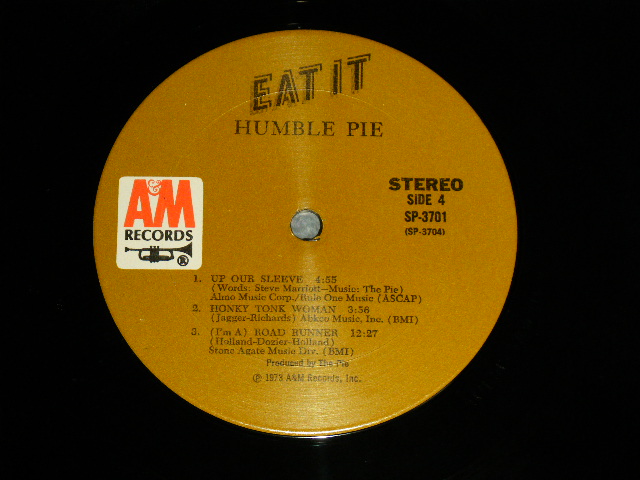 EAT IT
HUMBLE PIE
A&M
RECORDS
®
STEREO
SIDE 4
SP-3701
(SP-3704)
1. UP OUR SLEEVE 4:55
(Words: Steve Marriott—Music: The Pie)
Almo Music Corp./Rule One Music (ASCAP)
2. HONKY TONK WOMAN 3:56
(Jagger-Richards) Abkco Music, Inc. (BMI)
3. (I'm A) ROAD RUNNER 12:27
(Holland-Dozier-Holland)
Stone Agate Music Div. (BMI)
Produced by The Pie
℗ 1973 A&M Records, Inc.